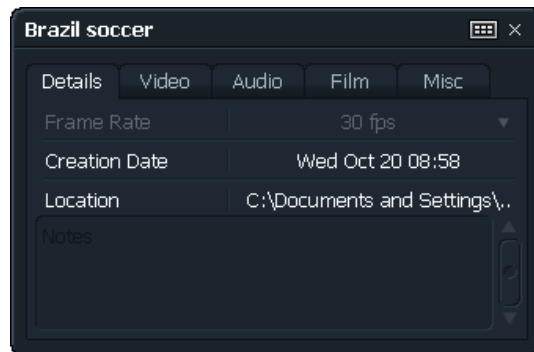 Brazil soccer
Details Video Audio Film Misc
Frame Rate 30 fps
Creation Date Wed Oct 20 08:58
Location C:\Documents and Settings\..
Notes